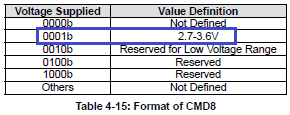 Voltage Supplied Value Definition
0000b Not Defined
0001b 2.7-3.6V
0010b Reserved for Low Voltage Range
0100b Reserved
1000b Reserved
Others Not Defined
Table 4-15: Format of CMD8